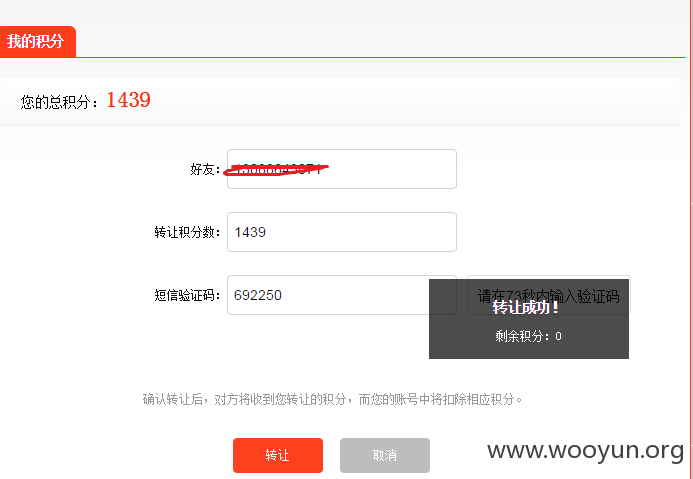 我的积分
您的总积分：1439
好友：
转让积分数：1439
短信验证码：692250 请在73秒内输入验证码
转让成功！
剩余积分：0
确认转让后，对方将收到您转让的积分，而您的账号中将扣除相应积分。
转让 取消
www.wooyun.org